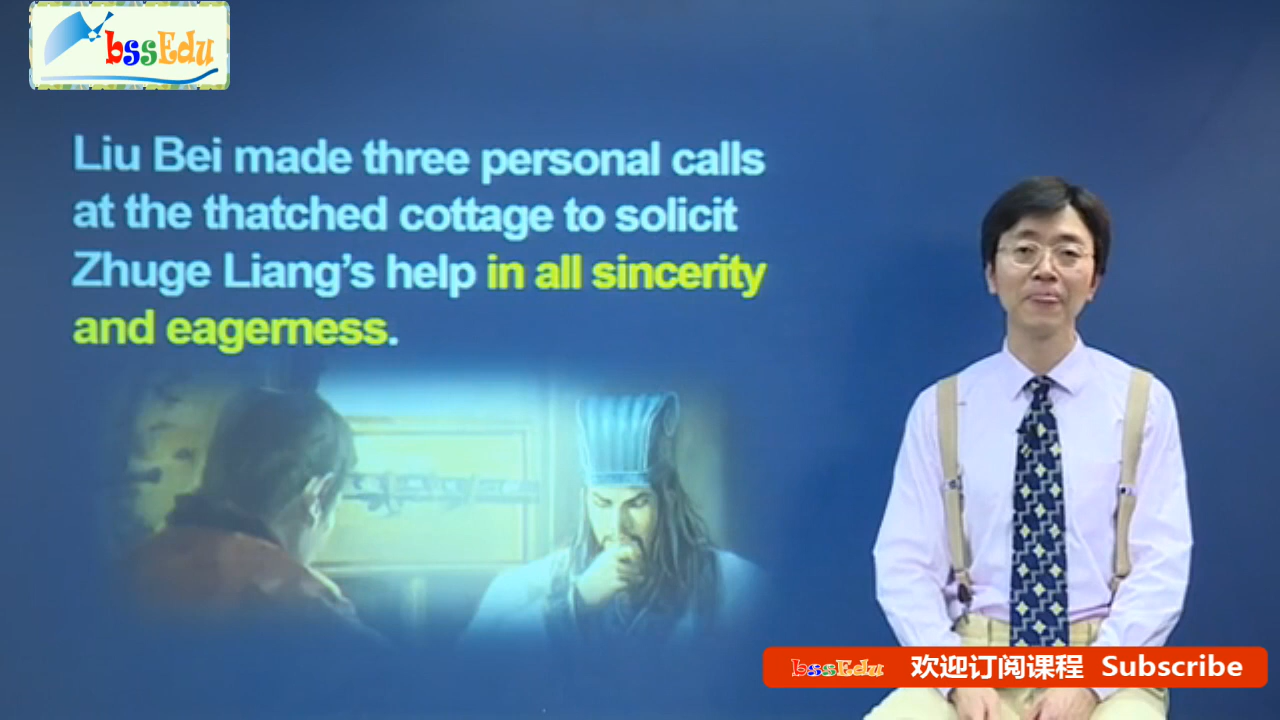 bssEdu
Liu Bei made three personal calls
at the thatched cottage to solicit
Zhuge Liang's help in all sincerity
and eagerness.
bssEdu 欢迎订阅课程 Subscribe